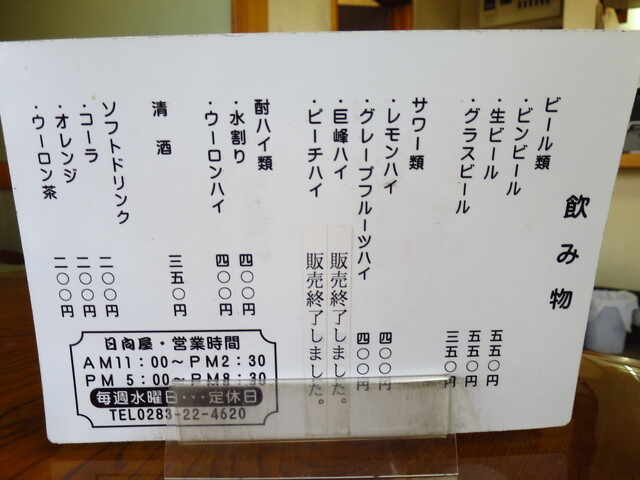 飲み物
ビール類
・ビンビール 五五〇円
・生ビール 五五〇円
・グラスビール 三五〇円
サワー類
・レモンハイ 四〇〇円
・グレープフルーツハイ 四〇〇円
・巨峰ハイ 販売終了しました。
・ピーチハイ 販売終了しました。
酎ハイ類
・水割り 四〇〇円
・ウーロンハイ 四〇〇円
清酒 三五〇円
ソフトドリンク
・コーラ 二〇〇円
・オレンジ 二〇〇円
・ウーロン茶 二〇〇円
日向屋・営業時間
AM11:00～PM2:30
PM 5:00～PM8:30
毎週水曜日・・・定休日
TEL0283-22-4620